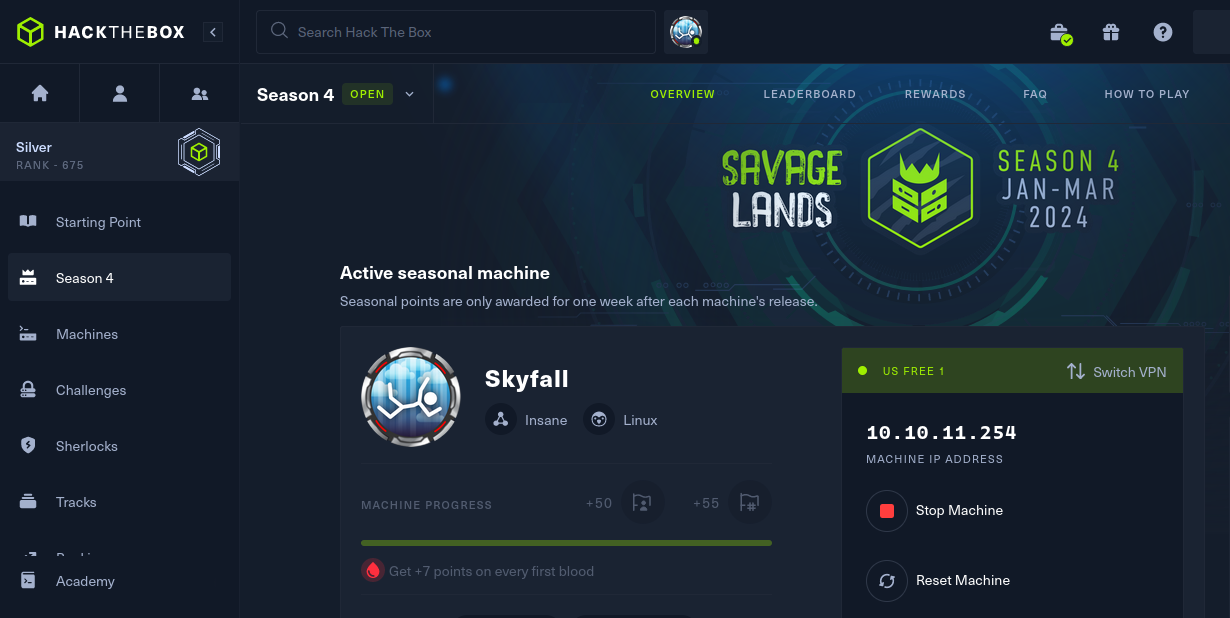 HACKTHEBOX
Search Hack The Box
Season 4 OPEN
OVERVIEW LEADERBOARD REWARDS FAQ HOW TO PLAY
Silver
RANK - 675
SAVAGE
LANDS
SEASON 4
JAN-MAR
2024
Starting Point
Season 4
Machines
Challenges
Sherlocks
Tracks
Academy
Active seasonal machine
Seasonal points are only awarded for one week after each machine's release.
Skyfall
Insane Linux
MACHINE PROGRESS +50 +55
Get +7 points on every first blood
US FREE 1 Switch VPN
10.10.11.254
MACHINE IP ADDRESS
Stop Machine
Reset Machine